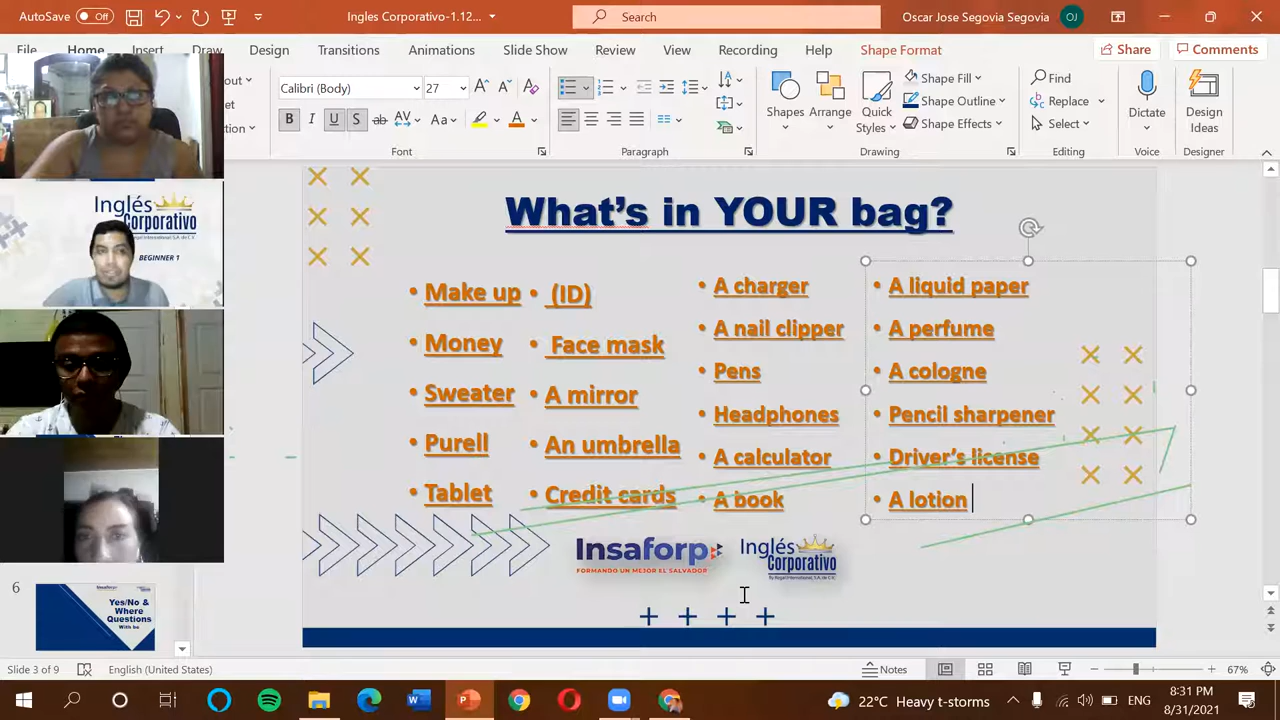 AutoSave Off Ingles Corporativo-1.12... Search Oscar Jose Segovia Segovia OJ
File Home Insert Draw Design Transitions Animations Slide Show Review View Recording Help Shape Format Share Comments
Calibri (Body) 27
Shapes Arrange Quick Styles
Shape Fill
Shape Outline
Shape Effects
Find
Replace
Select
Dictate
Design Ideas
Font Paragraph Drawing Editing Voice Designer
Inglés
Corporativo
BEGINNER 1
What's in YOUR bag?
• Make up
• Money
• Sweater
• Purell
• Tablet
• (ID)
• Face mask
• A mirror
• An umbrella
• Credit cards
• A charger
• A nail clipper
• Pens
• Headphones
• A calculator
• A book
• A liquid paper
• A perfume
• A cologne
• Pencil sharpener
• Driver's license
• A lotion
Insaforp
FORMANDO UN MEJOR EL SALVADOR
Inglés
Corporativo
6
Yes/No &
Where
Questions
With be
Slide 3 of 9 English (United States) Notes 67%
22°C Heavy t-storms ENG 8:31 PM
8/31/2021